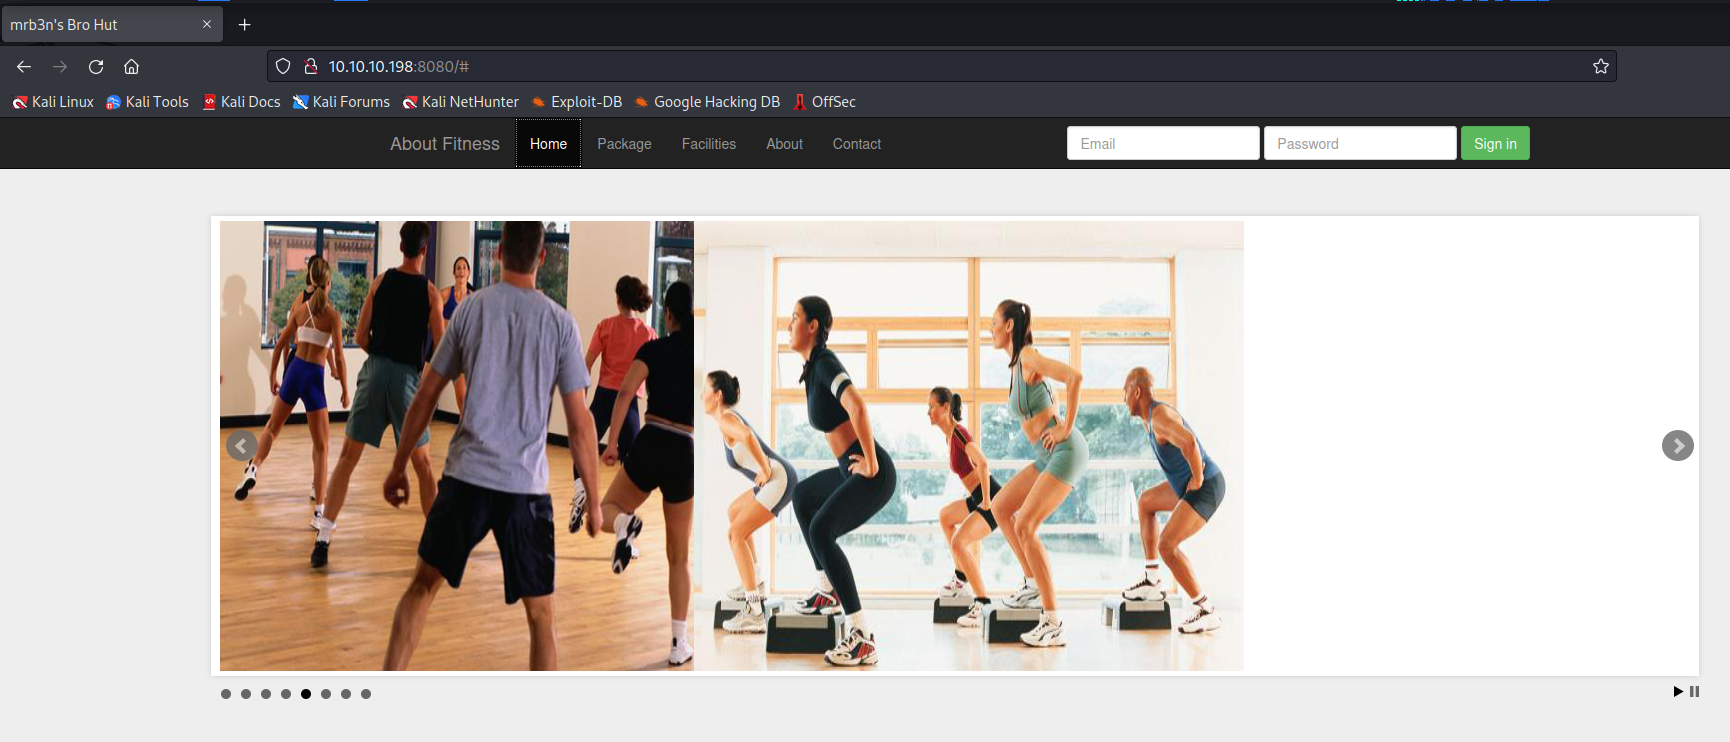 mrb3n's Bro Hut
10.10.10.198:8080/#
Kali Linux Kali Tools Kali Docs Kali Forums Kali NetHunter Exploit-DB Google Hacking DB OffSec
About Fitness Home Package Facilities About Contact Email Password Sign in